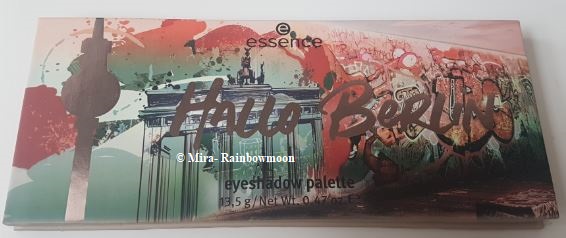 essence
Hallo Berlin
© Mira- Rainbowmoon
eyeshadow palette
13,5 g / Net Wt. 0.47 oz. ℮